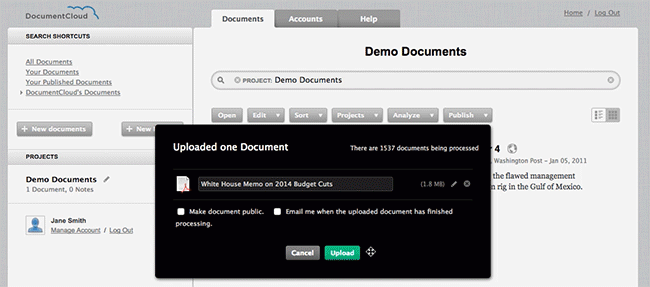 DocumentCloud
Documents
Accounts
Help
Home / Log Out
SEARCH SHORTCUTS
All Documents
Your Documents
Your Published Documents
DocumentCloud's Documents
+ New documents
+ New
PROJECTS
Demo Documents
1 Document, 0 Notes
Jane Smith
Manage Account / Log Out
Demo Documents
PROJECT: Demo Documents
Open
Edit
Sort
Projects
Analyze
Publish
4
Washington Post – Jan 05, 2011
the flawed management
rig in the Gulf of Mexico.
Uploaded one Document
There are 1537 documents being processed
White House Memo on 2014 Budget Cuts
(1.8 MB)
Make document public.
Email me when the uploaded document has finished
processing.
Cancel
Upload